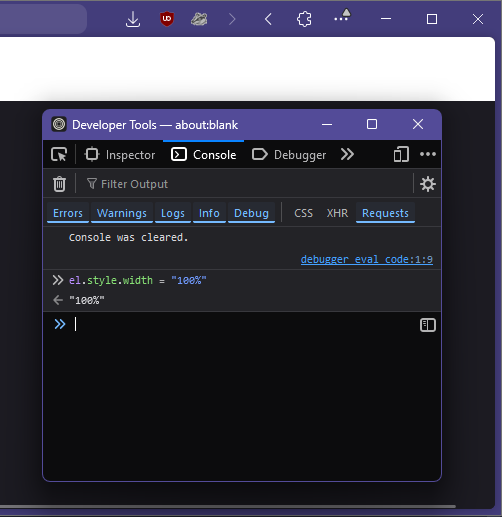 UO
Developer Tools — about:blank
Inspector Console Debugger
Filter Output
Errors Warnings Logs Info Debug CSS XHR Requests
Console was cleared.
debugger eval code:1:9
el.style.width = "100%"
"100%"